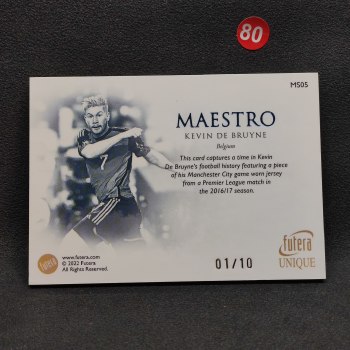 80
MS05
MAESTRO
KEVIN DE BRUYNE
Belgium
This card captures a time in Kevin
De Bruyne's football history featuring a piece
of his Manchester City game worn jersey
from a Premier League match in
the 2016/17 season.
7
www.futera.com
© 2022 Futera
All Rights Reserved.
01/10
futera
UNIQUE